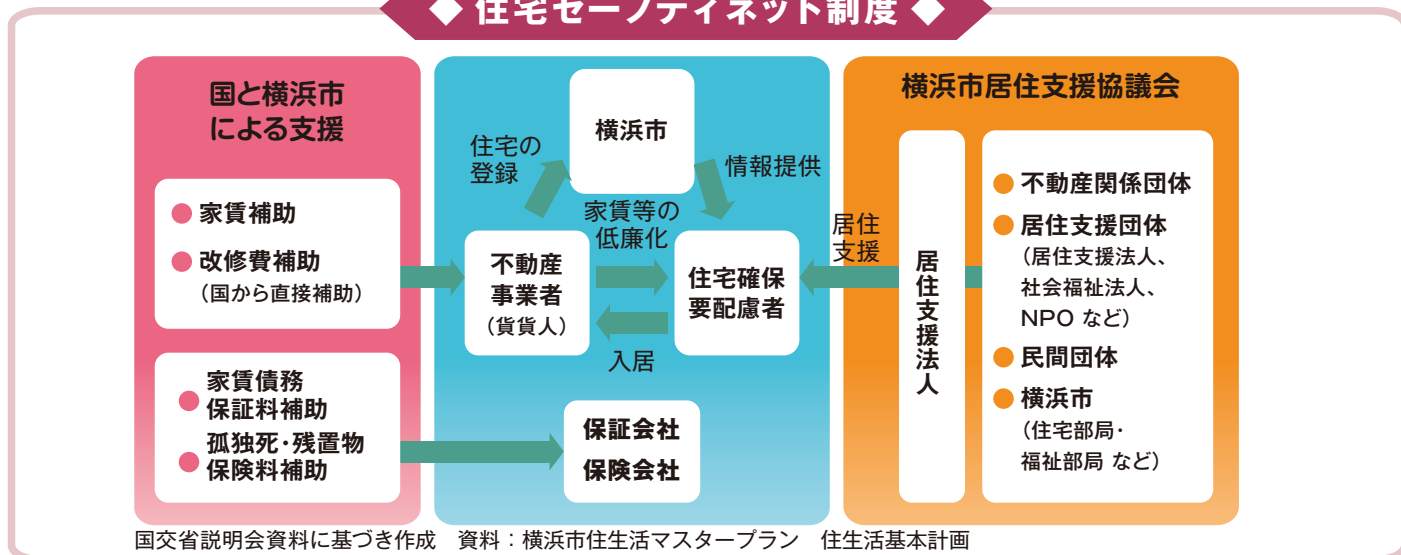 ◆ 住宅セーフティネット制度 ◆
国と横浜市
による支援
● 家賃補助
● 改修費補助
（国から直接補助）
● 家賃債務
保証料補助
● 孤独死・残置物
保険料補助
横浜市
住宅の
登録
情報提供
家賃等の
低廉化
不動産
事業者
（賃貸人）
住宅確保
要配慮者
入居
保証会社
保険会社
居住
支援
横浜市居住支援協議会
居住支援法人
● 不動産関係団体
● 居住支援団体
（居住支援法人、
社会福祉法人、
NPO など）
● 民間団体
● 横浜市
（住宅部局・
福祉部局 など）
国交省説明会資料に基づき作成　資料：横浜市住生活マスタープラン　住生活基本計画